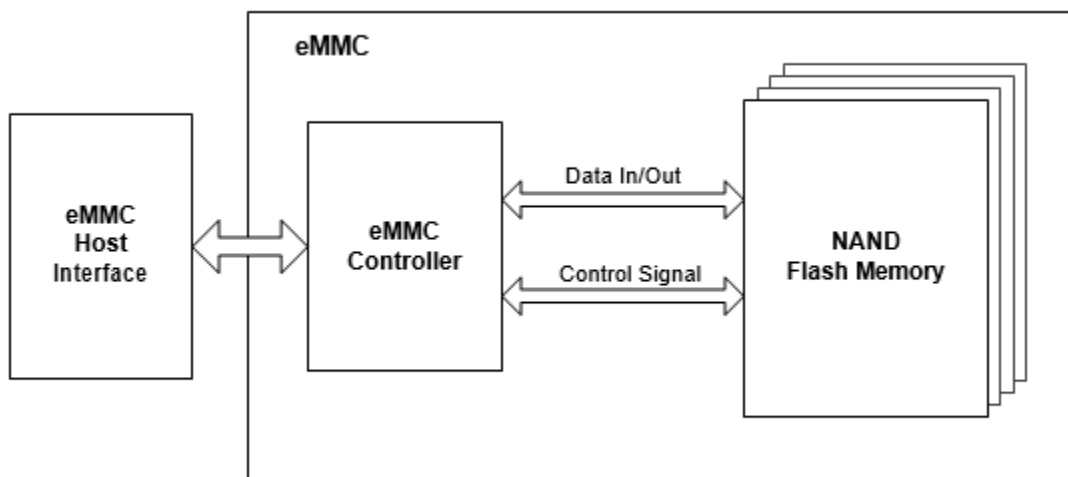 eMMC
eMMC
Host
Interface
eMMC
Controller
Data In/Out
Control Signal
NAND
Flash Memory